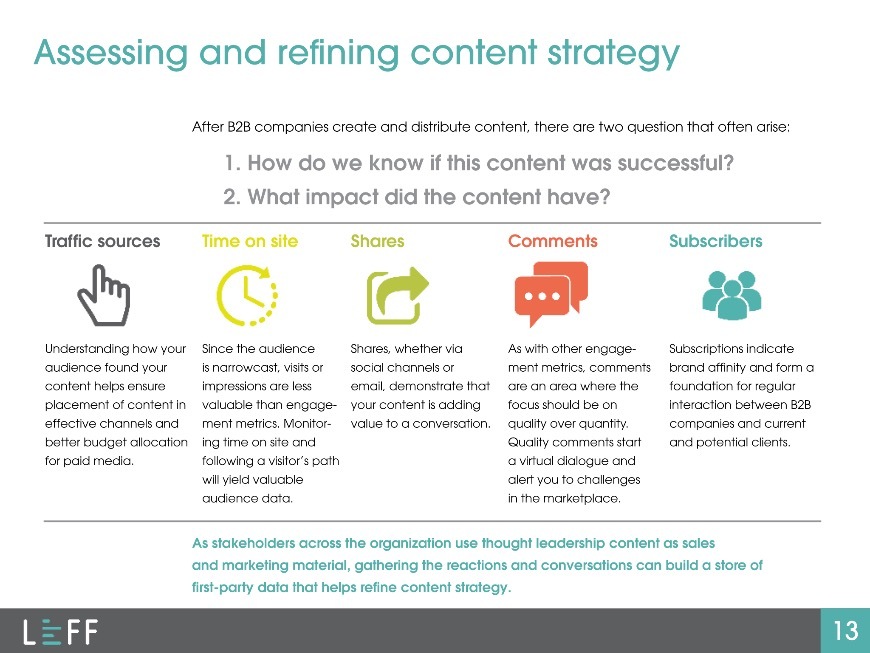 Assessing and refining content strategy
After B2B companies create and distribute content, there are two question that often arise:
1. How do we know if this content was successful?
2. What impact did the content have?
Traffic sources
Understanding how your
audience found your
content helps ensure
placement of content in
effective channels and
better budget allocation
for paid media.
Time on site
Since the audience
is narrowcast, visits or
impressions are less
valuable than engage-
ment metrics. Monitor-
ing time on site and
following a visitor's path
will yield valuable
audience data.
Shares
Shares, whether via
social channels or
email, demonstrate that
your content is adding
value to a conversation.
Comments
As with other engage-
ment metrics, comments
are an area where the
focus should be on
quality over quantity.
Quality comments start
a virtual dialogue and
alert you to challenges
in the marketplace.
Subscribers
Subscriptions indicate
brand affinity and form a
foundation for regular
interaction between B2B
companies and current
and potential clients.
As stakeholders across the organization use thought leadership content as sales
and marketing material, gathering the reactions and conversations can build a store of
first-party data that helps refine content strategy.
LEFF
13